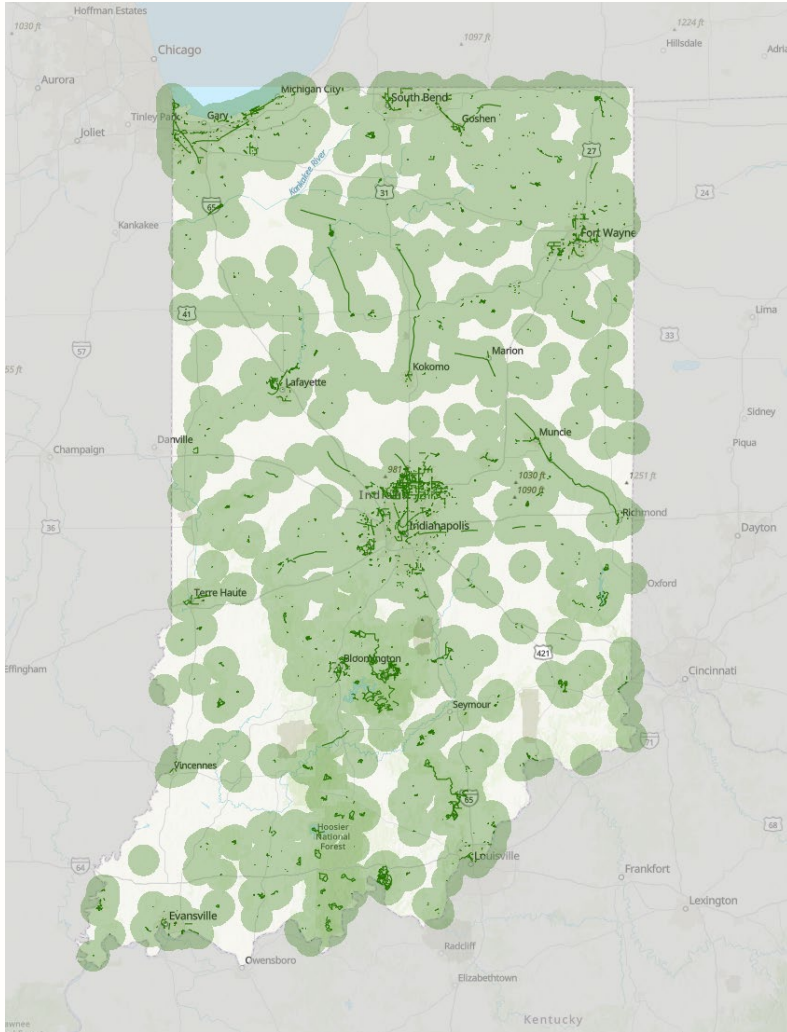 Hoffman Estates
1030 ft
1224 ft
1097 ft
Hillsdale
Chicago
Aurora
Michigan City
South Bend
Tinley Park
Gary
Goshen
Joliet
27
Kankakee River
31
24
65
Kankakee
Fort Wayne
41
Lima
33
57
Marion
Kokomo
Lafayette
Sidney
Muncie
Danville
Piqua
Champaign
981
1030 ft
1251 ft
1090 ft
Richmond
36
Indianapolis
Dayton
Oxford
Terre Haute
421
Effingham
Bloomington
Cincinnati
Seymour
71
Vincennes
65
68
Hoosier
National
Forest
Louisville
64
Frankfort
Lexington
Evansville
Radcliff
Owensboro
Elizabethtown
Kentucky